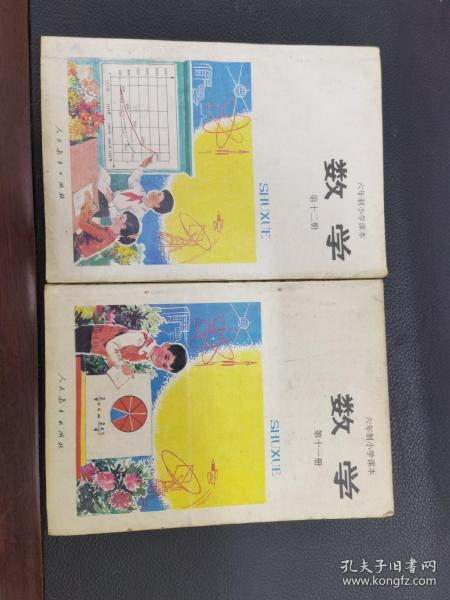 六年制小学课本
数学
第十二册
SHUXUE
人民教育出版社
六年制小学课本
数学
第十一册
SHUXUE
人民教育出版社
孔夫子旧书网
www.kongfz.com